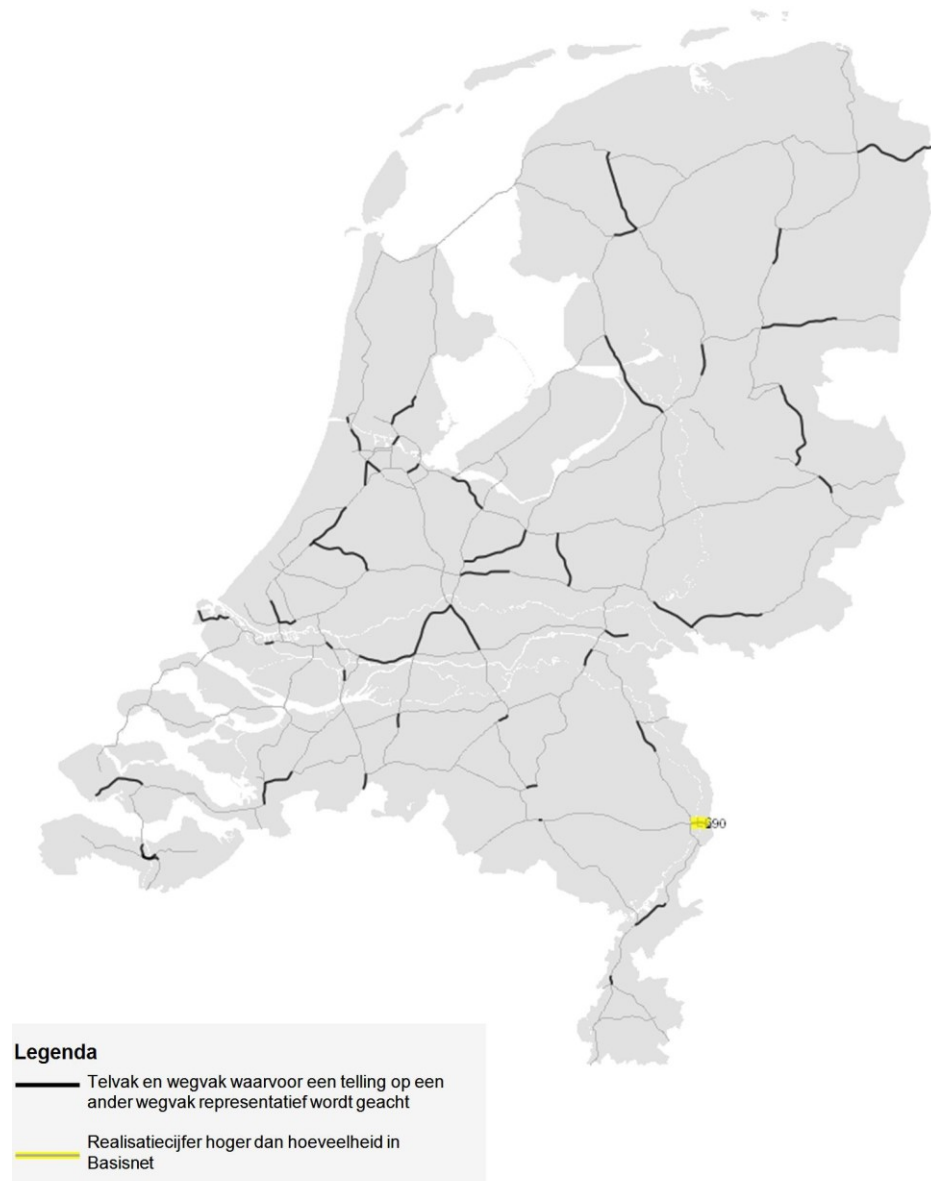 Legenda
Telvak en wegvak waarvoor een telling op een
ander wegvak representatief wordt geacht
Realisatiecijfer hoger dan hoeveelheid in
Basisnet